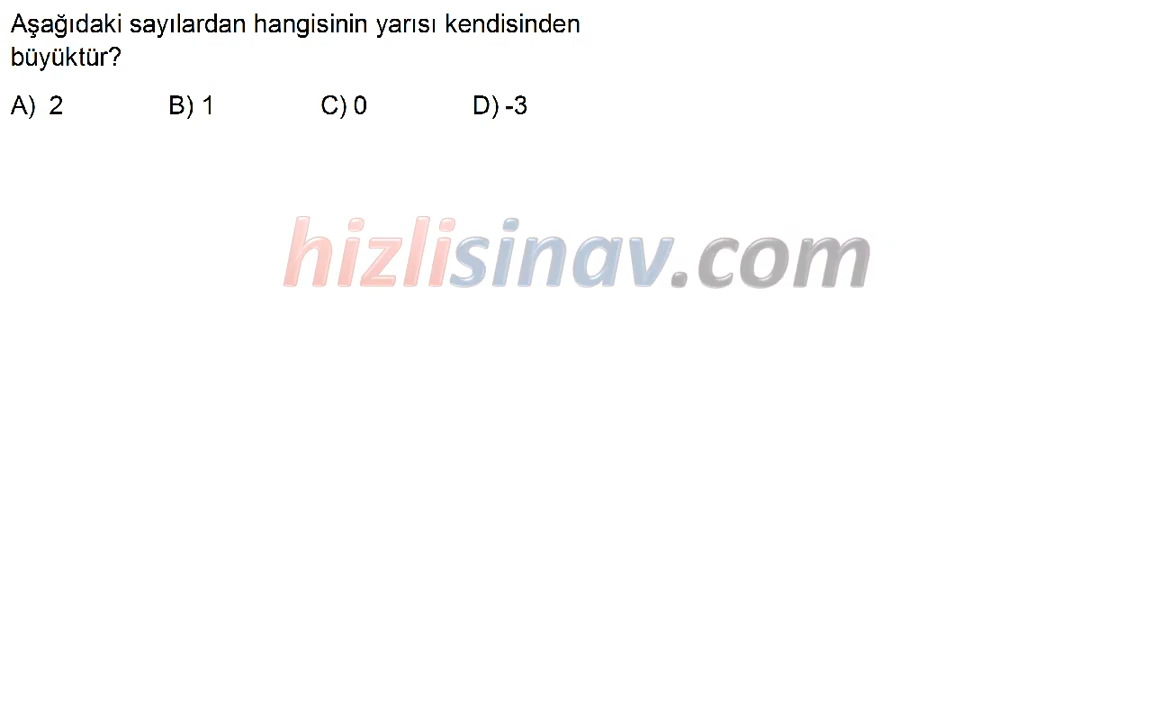 Aşağıdaki sayılardan hangisinin yarısı kendisinden
büyüktür?
A) 2 B) 1 C) 0 D) -3
hizlisinav.com